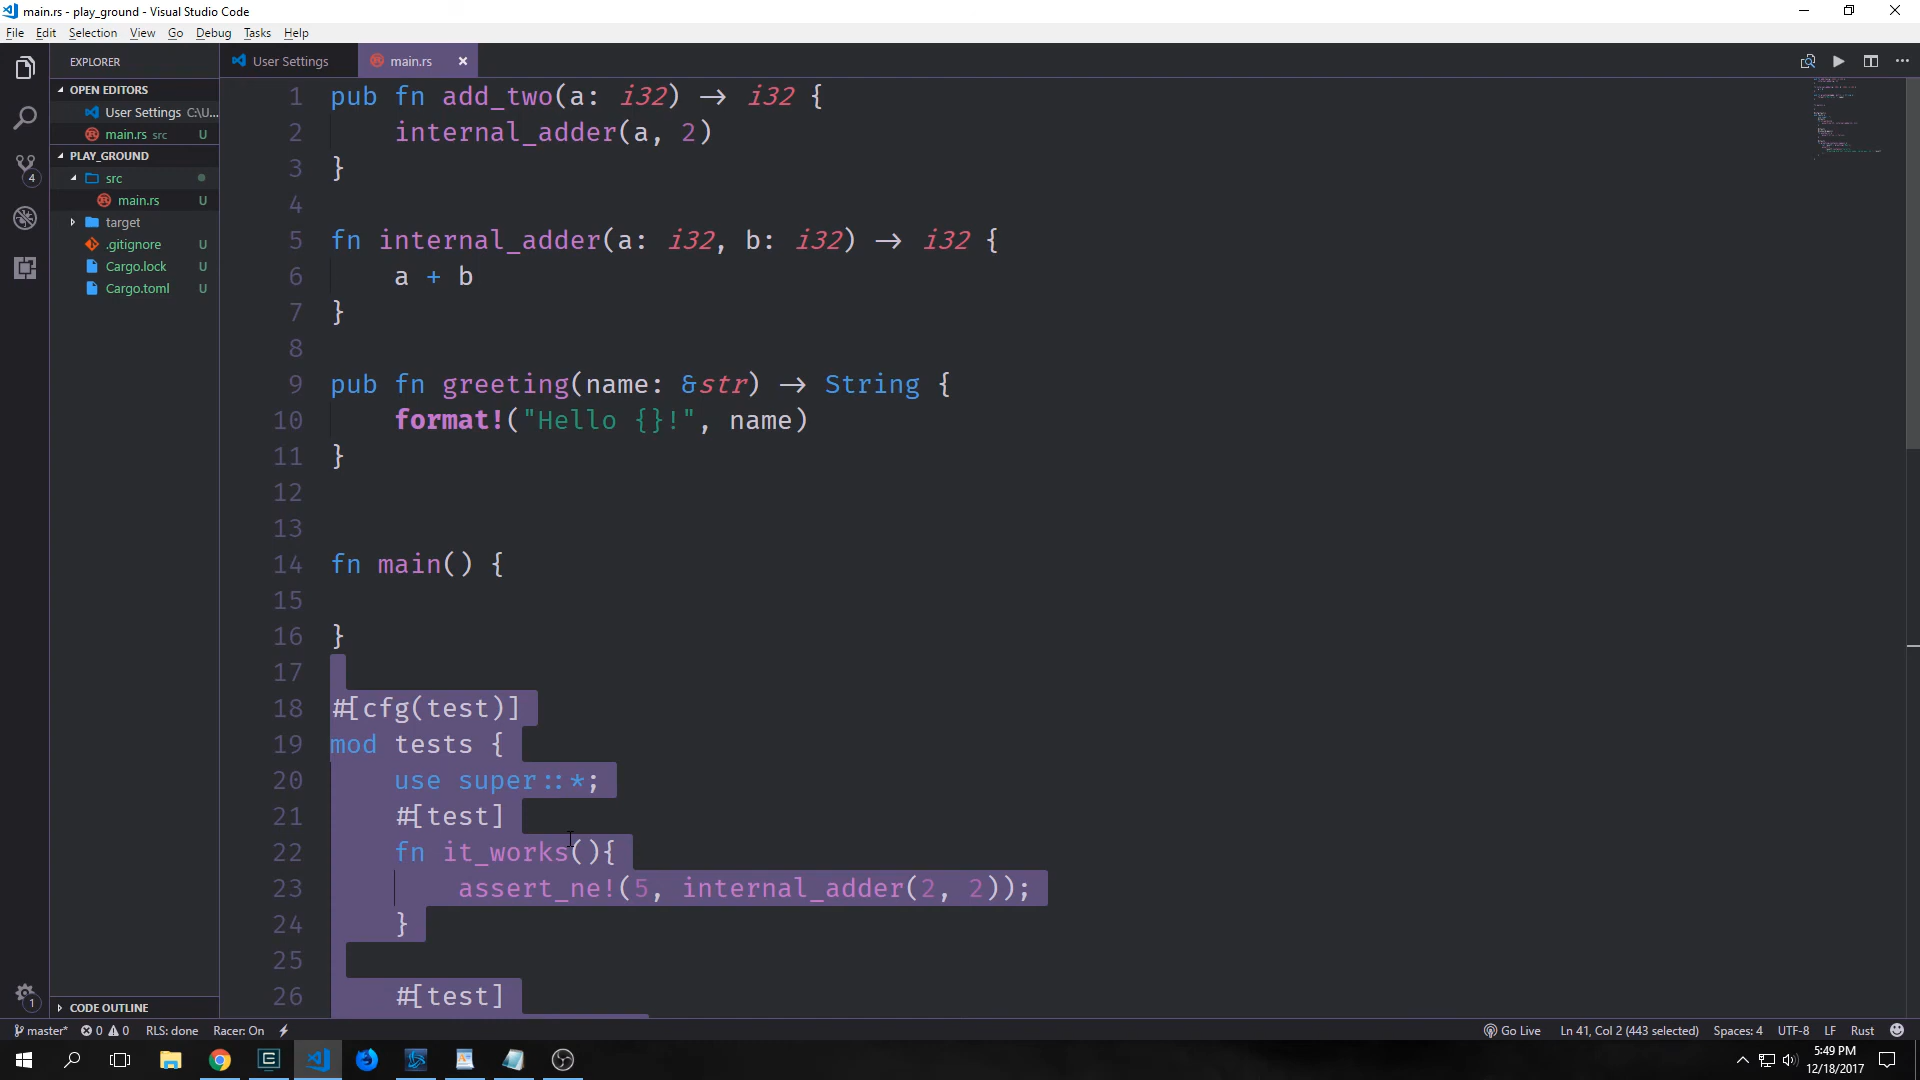 main.rs - play_ground - Visual Studio Code
File Edit Selection View Go Debug Tasks Help
EXPLORER
OPEN EDITORS
User Settings C:\U...
main.rs src U
PLAY_GROUND
src
main.rs U
target
.gitignore U
Cargo.lock U
Cargo.toml U
CODE OUTLINE
4
1
User Settings
main.rs
1 pub fn add_two(a: i32) -> i32 {
2 internal_adder(a, 2)
3 }
4
5 fn internal_adder(a: i32, b: i32) -> i32 {
6 a + b
7 }
8
9 pub fn greeting(name: &str) -> String {
10 format!("Hello {}!", name)
11 }
12
13
14 fn main() {
15
16 }
17
18 #[cfg(test)]
19 mod tests {
20 use super::*;
21 #[test]
22 fn it_works(){
23 assert_ne!(5, internal_adder(2, 2));
24 }
25
26 #[test]
master* 0 0 RLS: done Racer: On Go Live Ln 41, Col 2 (443 selected) Spaces: 4 UTF-8 LF Rust
5:49 PM
12/18/2017